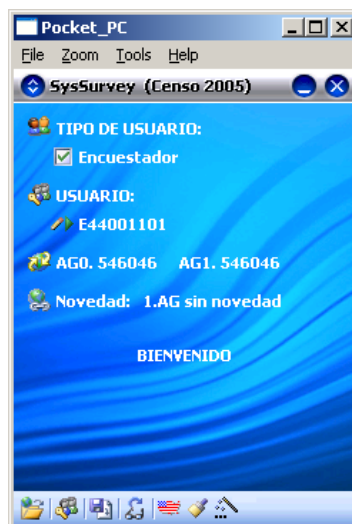 Pocket_PC
File Zoom Tools Help
SysSurvey (Censo 2005)
TIPO DE USUARIO:
Encuestador
USUARIO:
E44001101
AG0. 546046 AG1. 546046
Novedad: 1.AG sin novedad
BIENVENIDO